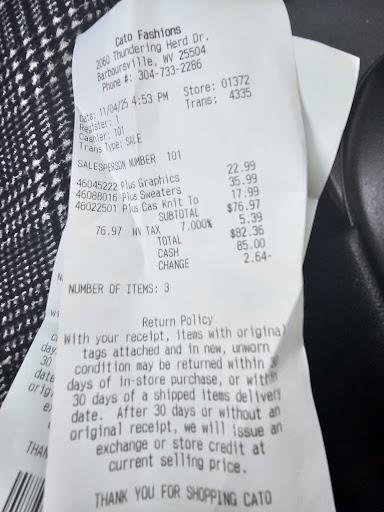 Cato Fashions
2060 Thundering Herd Dr.
Barboursville, WV 25504
Phone #: 304-733-2286
Date: 11/04/25 4:53 PM Store: 01372
Register: 1 Trans: 4335
Cashier: 101
Trans Type: SALE
SALESPERSON NUMBER 101
46045222 Plus Graphics 22.99
46088016 Plus Sweaters 35.99
46022501 Plus Cas Knit To 17.99
SUBTOTAL $76.97
76.97 WV TAX 7.000% 5.39
TOTAL $82.36
CASH 85.00
CHANGE 2.64-
NUMBER OF ITEMS: 3
Return Policy
With your receipt, items with original
tags attached and in new, unworn
condition may be returned within
days of in-store purchase, or within
30 days of a shipped items delivery
date. After 30 days or without an
original receipt, we will issue an
exchange or store credit at
current selling price.
THANK YOU FOR SHOPPING CATO
day
30
date
orig
THAN